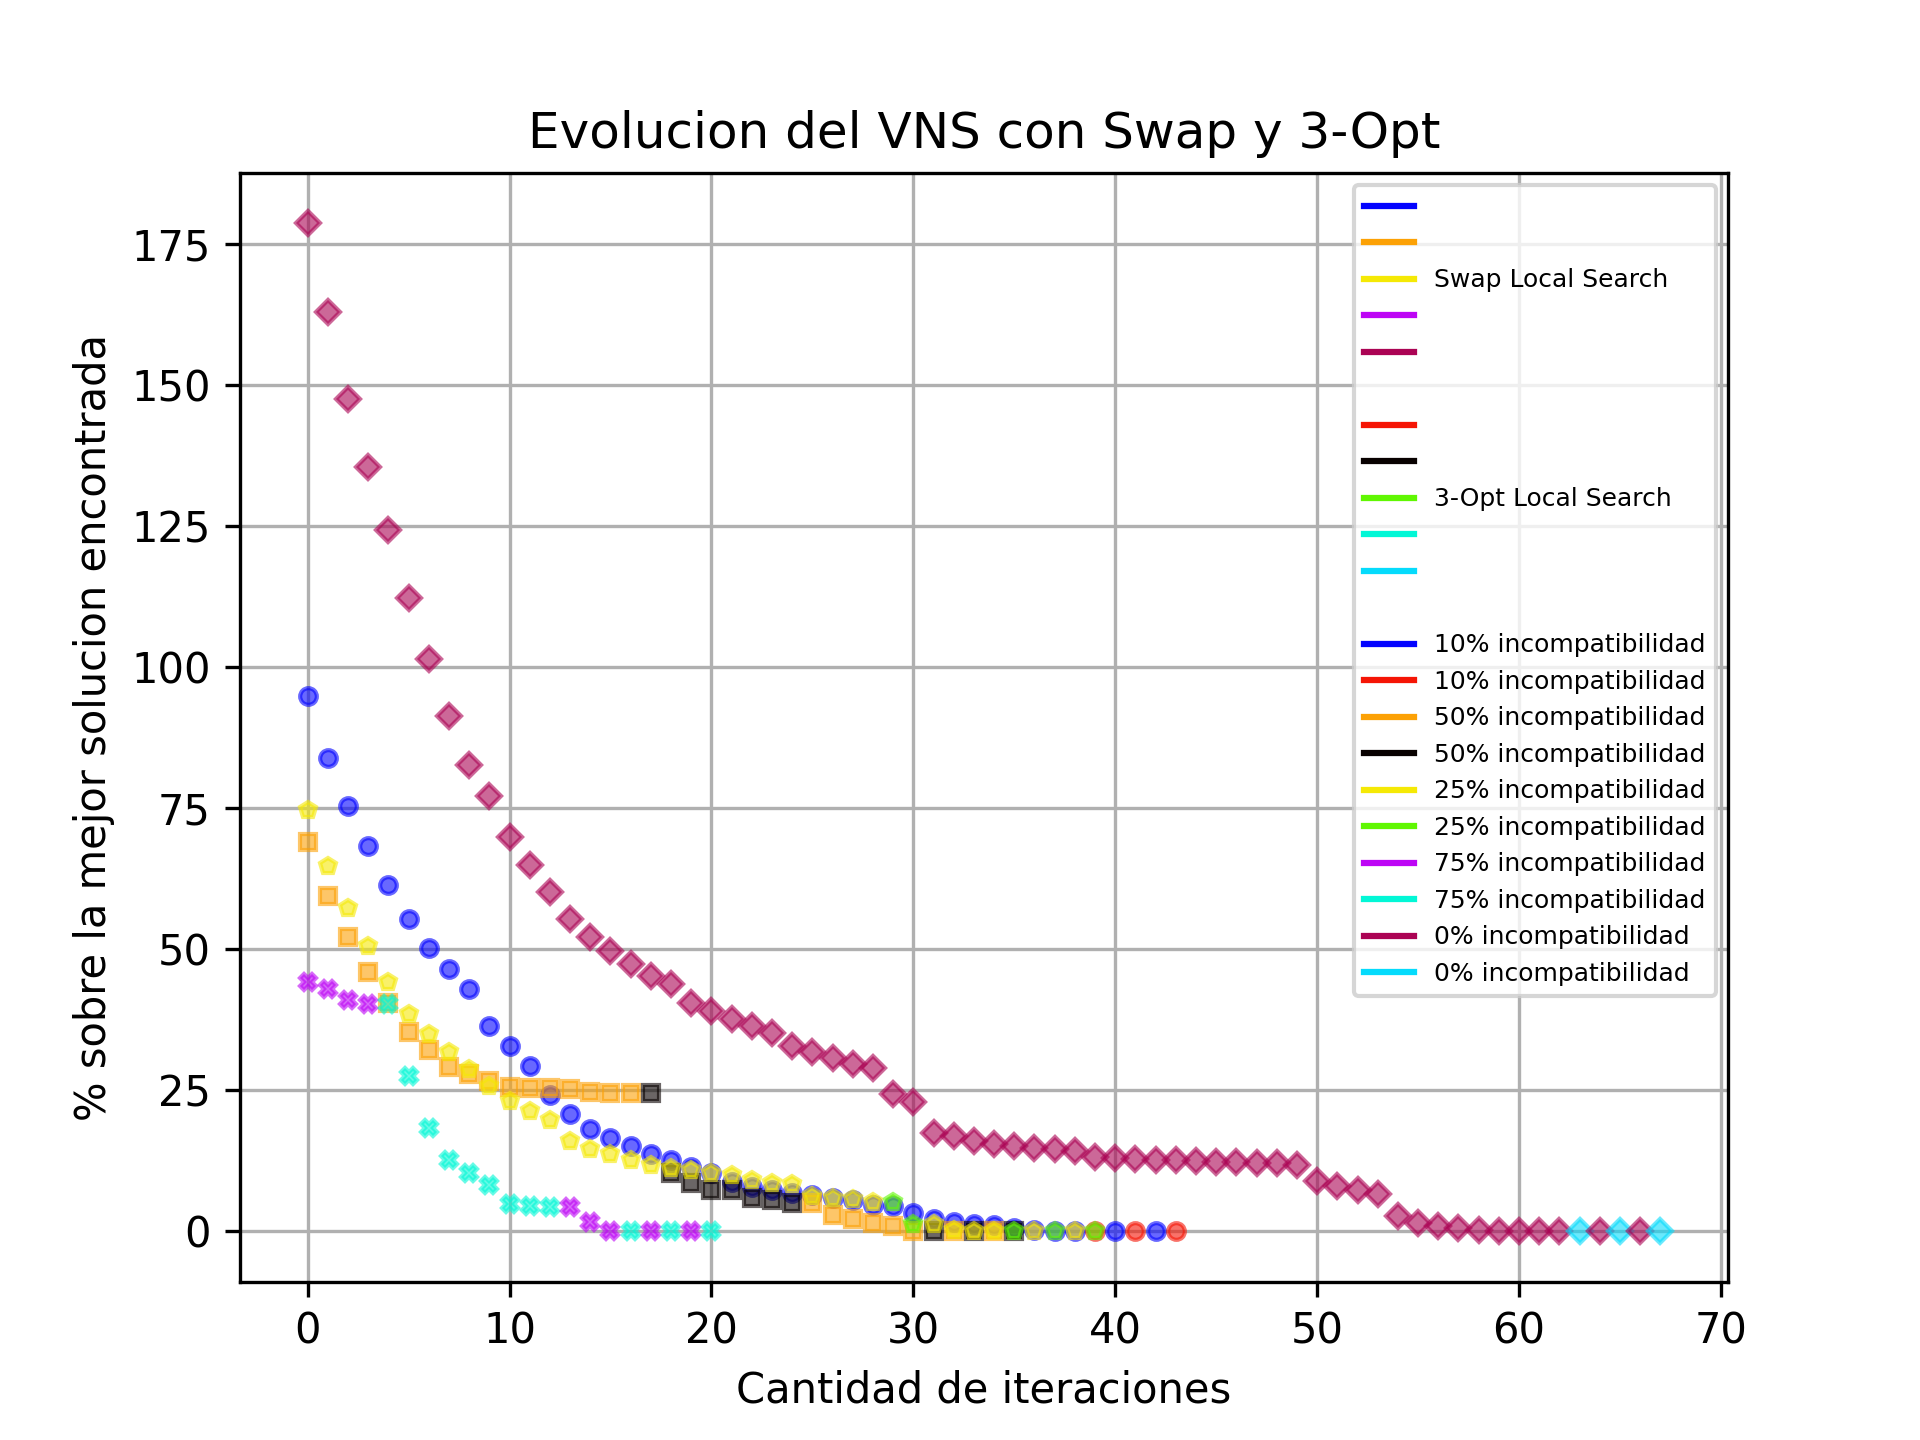 Evolucion del VNS con Swap y 3-Opt
% sobre la mejor solucion encontrada
175
150
125
100
75
50
25
0
Swap Local Search
3-Opt Local Search
10% incompatibilidad
10% incompatibilidad
50% incompatibilidad
50% incompatibilidad
25% incompatibilidad
25% incompatibilidad
75% incompatibilidad
75% incompatibilidad
0% incompatibilidad
0% incompatibilidad
0 10 20 30 40 50 60 70
Cantidad de iteraciones